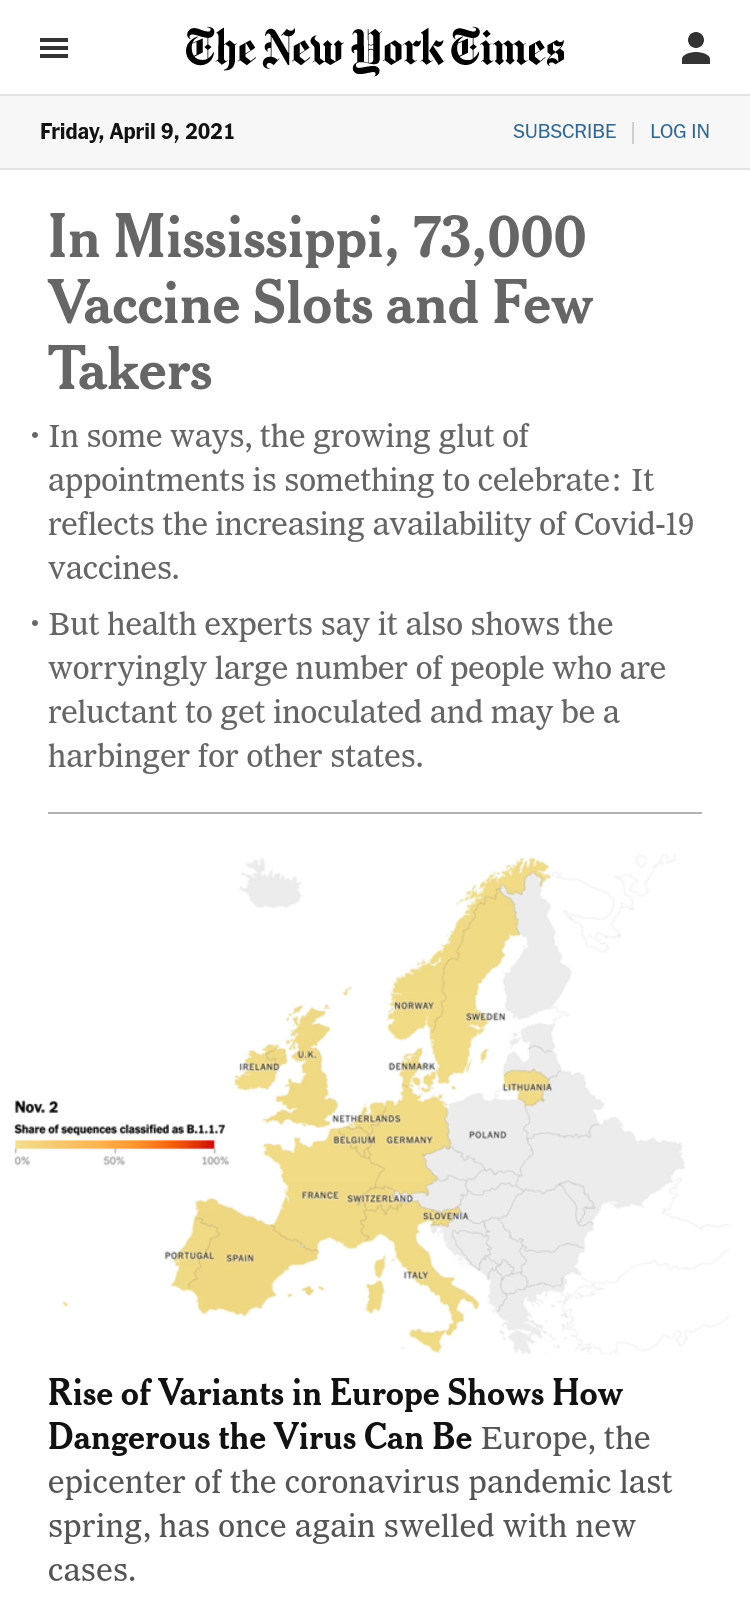 The New York Times
Friday, April 9, 2021
SUBSCRIBE | LOG IN
In Mississippi, 73,000
Vaccine Slots and Few
Takers
• In some ways, the growing glut of
appointments is something to celebrate: It
reflects the increasing availability of Covid-19
vaccines.
• But health experts say it also shows the
worryingly large number of people who are
reluctant to get inoculated and may be a
harbinger for other states.
NORWAY
SWEDEN
U.K.
IRELAND
DENMARK
LITHUANIA
Nov. 2
Share of sequences classified as B.1.1.7
0% 50% 100%
NETHERLANDS
BELGIUM GERMANY
POLAND
FRANCE SWITZERLAND
SLOVENIA
PORTUGAL SPAIN
ITALY
Rise of Variants in Europe Shows How
Dangerous the Virus Can Be Europe, the
epicenter of the coronavirus pandemic last
spring, has once again swelled with new
cases.